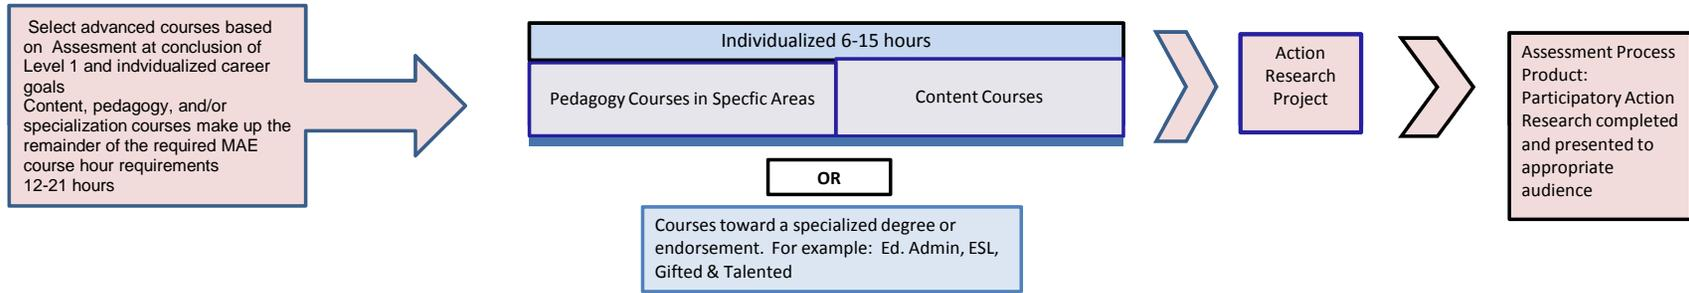 Select advanced courses based
on Assesment at conclusion of
Level 1 and indvidualized career
goals
Content, pedagogy, and/or
specialization courses make up the
remainder of the required MAE
course hour requirements
12-21 hours
Individualized 6-15 hours
Pedagogy Courses in Specfic Areas
Content Courses
OR
Courses toward a specialized degree or
endorsement. For example: Ed. Admin, ESL,
Gifted & Talented
Action
Research
Project
Assessment Process
Product:
Participatory Action
Research completed
and presented to
appropriate
audience